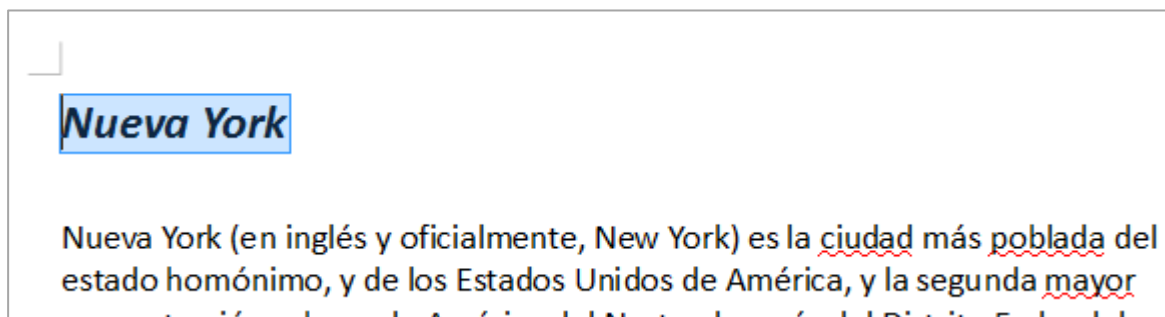 Nueva York
Nueva York (en inglés y oficialmente, New York) es la ciudad más poblada del
estado homónimo, y de los Estados Unidos de América, y la segunda mayor